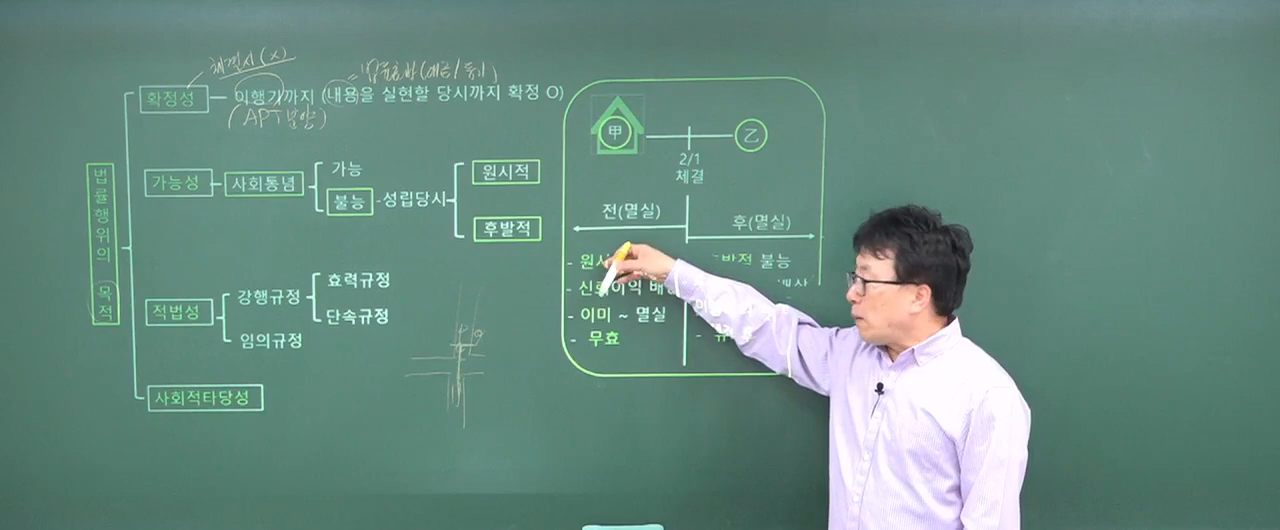 체결시(X)
확정성 - 이행기까지 (내용을 실현할 당시까지 확정 O)
(APT 분양)
법률행위의 목적
가능성
사회통념
가능
불능
-성립당시
원시적
후발적
적법성
강행규정
효력규정
단속규정
임의규정
사회적타당성
甲
乙
2/1
체결
전(멸실)
후(멸실)
- 원시
불능
- 신뢰이익 배
- 이미 ~ 멸실
- 무효